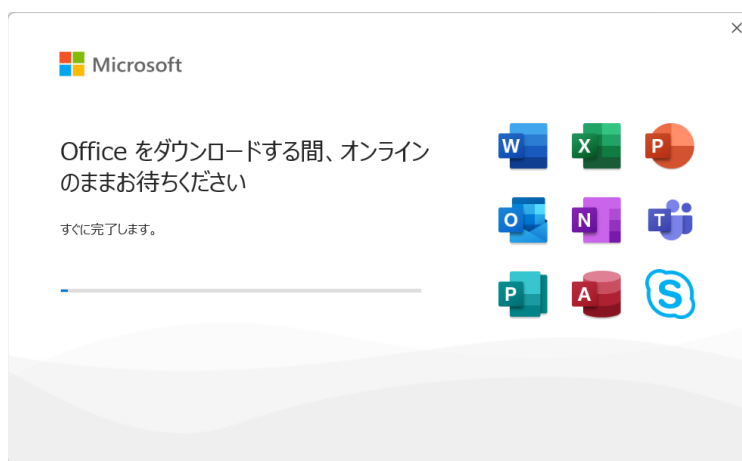 Microsoft
Office をダウンロードする間、オンライン
のままお待ちください
すぐに完了します。
W
X
P
O
N
T
P
A
S